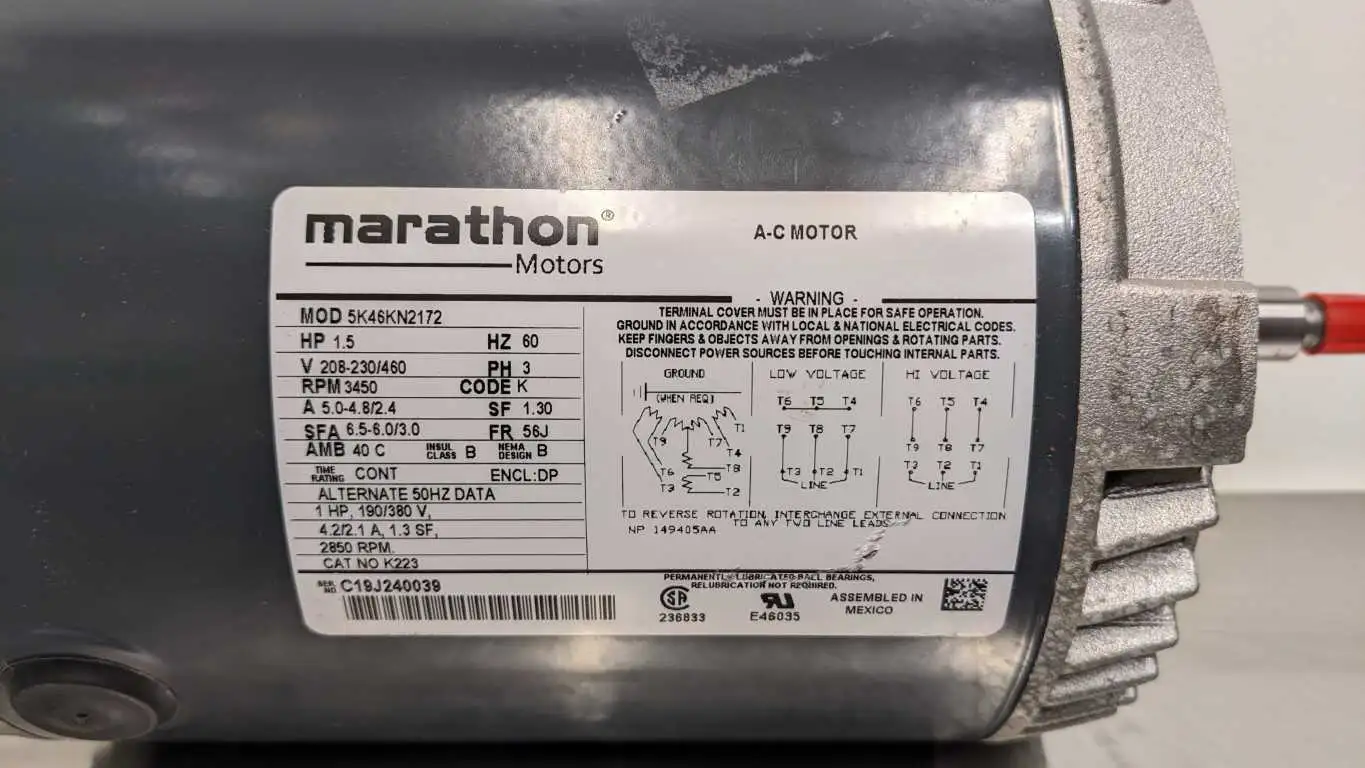 marathon®
Motors
A-C MOTOR
MOD 5K46KN2172
HP 1.5 HZ 60
V 208-230/460 PH 3
RPM 3450 CODE K
A 5.0-4.8/2.4 SF 1.30
SFA 6.5-6.0/3.0 FR 56J
AMB 40 C INSUL CLASS B NEMA DESIGN B
TIME RATING CONT ENCL:DP
ALTERNATE 50HZ DATA
1 HP, 190/380 V,
4.2/2.1 A, 1.3 SF,
2850 RPM.
CAT NO K223
SER. NO. C19J240039
- WARNING -
TERMINAL COVER MUST BE IN PLACE FOR SAFE OPERATION.
GROUND IN ACCORDANCE WITH LOCAL & NATIONAL ELECTRICAL CODES.
KEEP FINGERS & OBJECTS AWAY FROM OPENINGS & ROTATING PARTS.
DISCONNECT POWER SOURCES BEFORE TOUCHING INTERNAL PARTS.
GROUND
(WHEN REQ)
T1
T9 T7
T4
T8
T6 T5
T3 T2
LOW VOLTAGE
T6 T5 T4
T9 T8 T7
T3 T2 T1
LINE
HI VOLTAGE
T6 T5 T4
T9 T8 T7
T3 T2 T1
LINE
TO REVERSE ROTATION, INTERCHANGE EXTERNAL CONNECTION
TO ANY TWO LINE LEADS
NP 149405AA
PERMANENTLY LUBRICATED BALL BEARINGS,
RELUBRICATION NOT REQUIRED.
SA
236833
E46035
ASSEMBLED IN
MEXICO